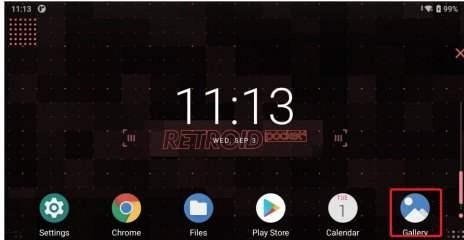 11:13 99%
11:13
RETROID pocket
WED, SEP 3
TUE
1
Settings Chrome Files Play Store Calendar Gallery